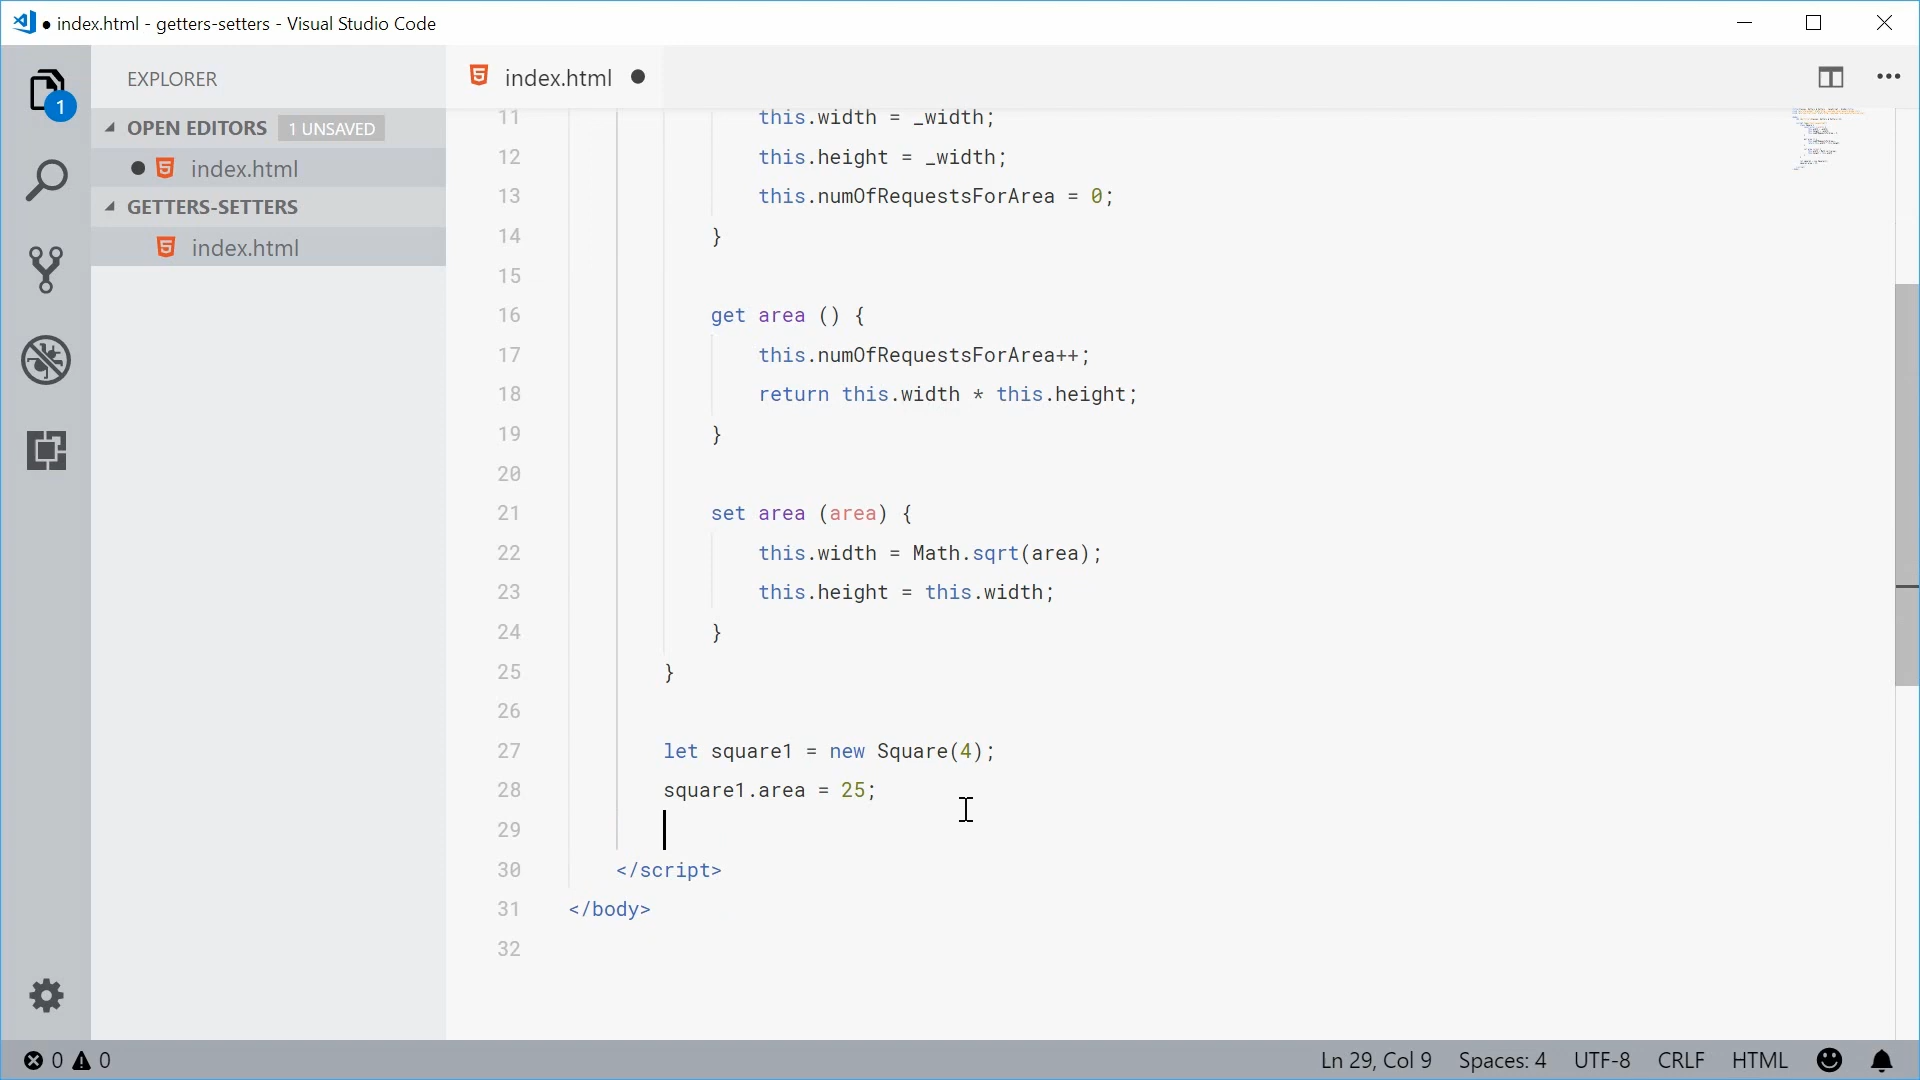 index.html - getters-setters - Visual Studio Code
EXPLORER
index.html
1
OPEN EDITORS 1 UNSAVED
index.html
GETTERS-SETTERS
index.html
11 this.width = _width;
12 this.height = _width;
13 this.numOfRequestsForArea = 0;
14 }
15
16 get area () {
17 this.numOfRequestsForArea++;
18 return this.width * this.height;
19 }
20
21 set area (area) {
22 this.width = Math.sqrt(area);
23 this.height = this.width;
24 }
25 }
26
27 let square1 = new Square(4);
28 square1.area = 25;
29
30 </script>
31 </body>
32
0 0 Ln 29, Col 9 Spaces: 4 UTF-8 CRLF HTML